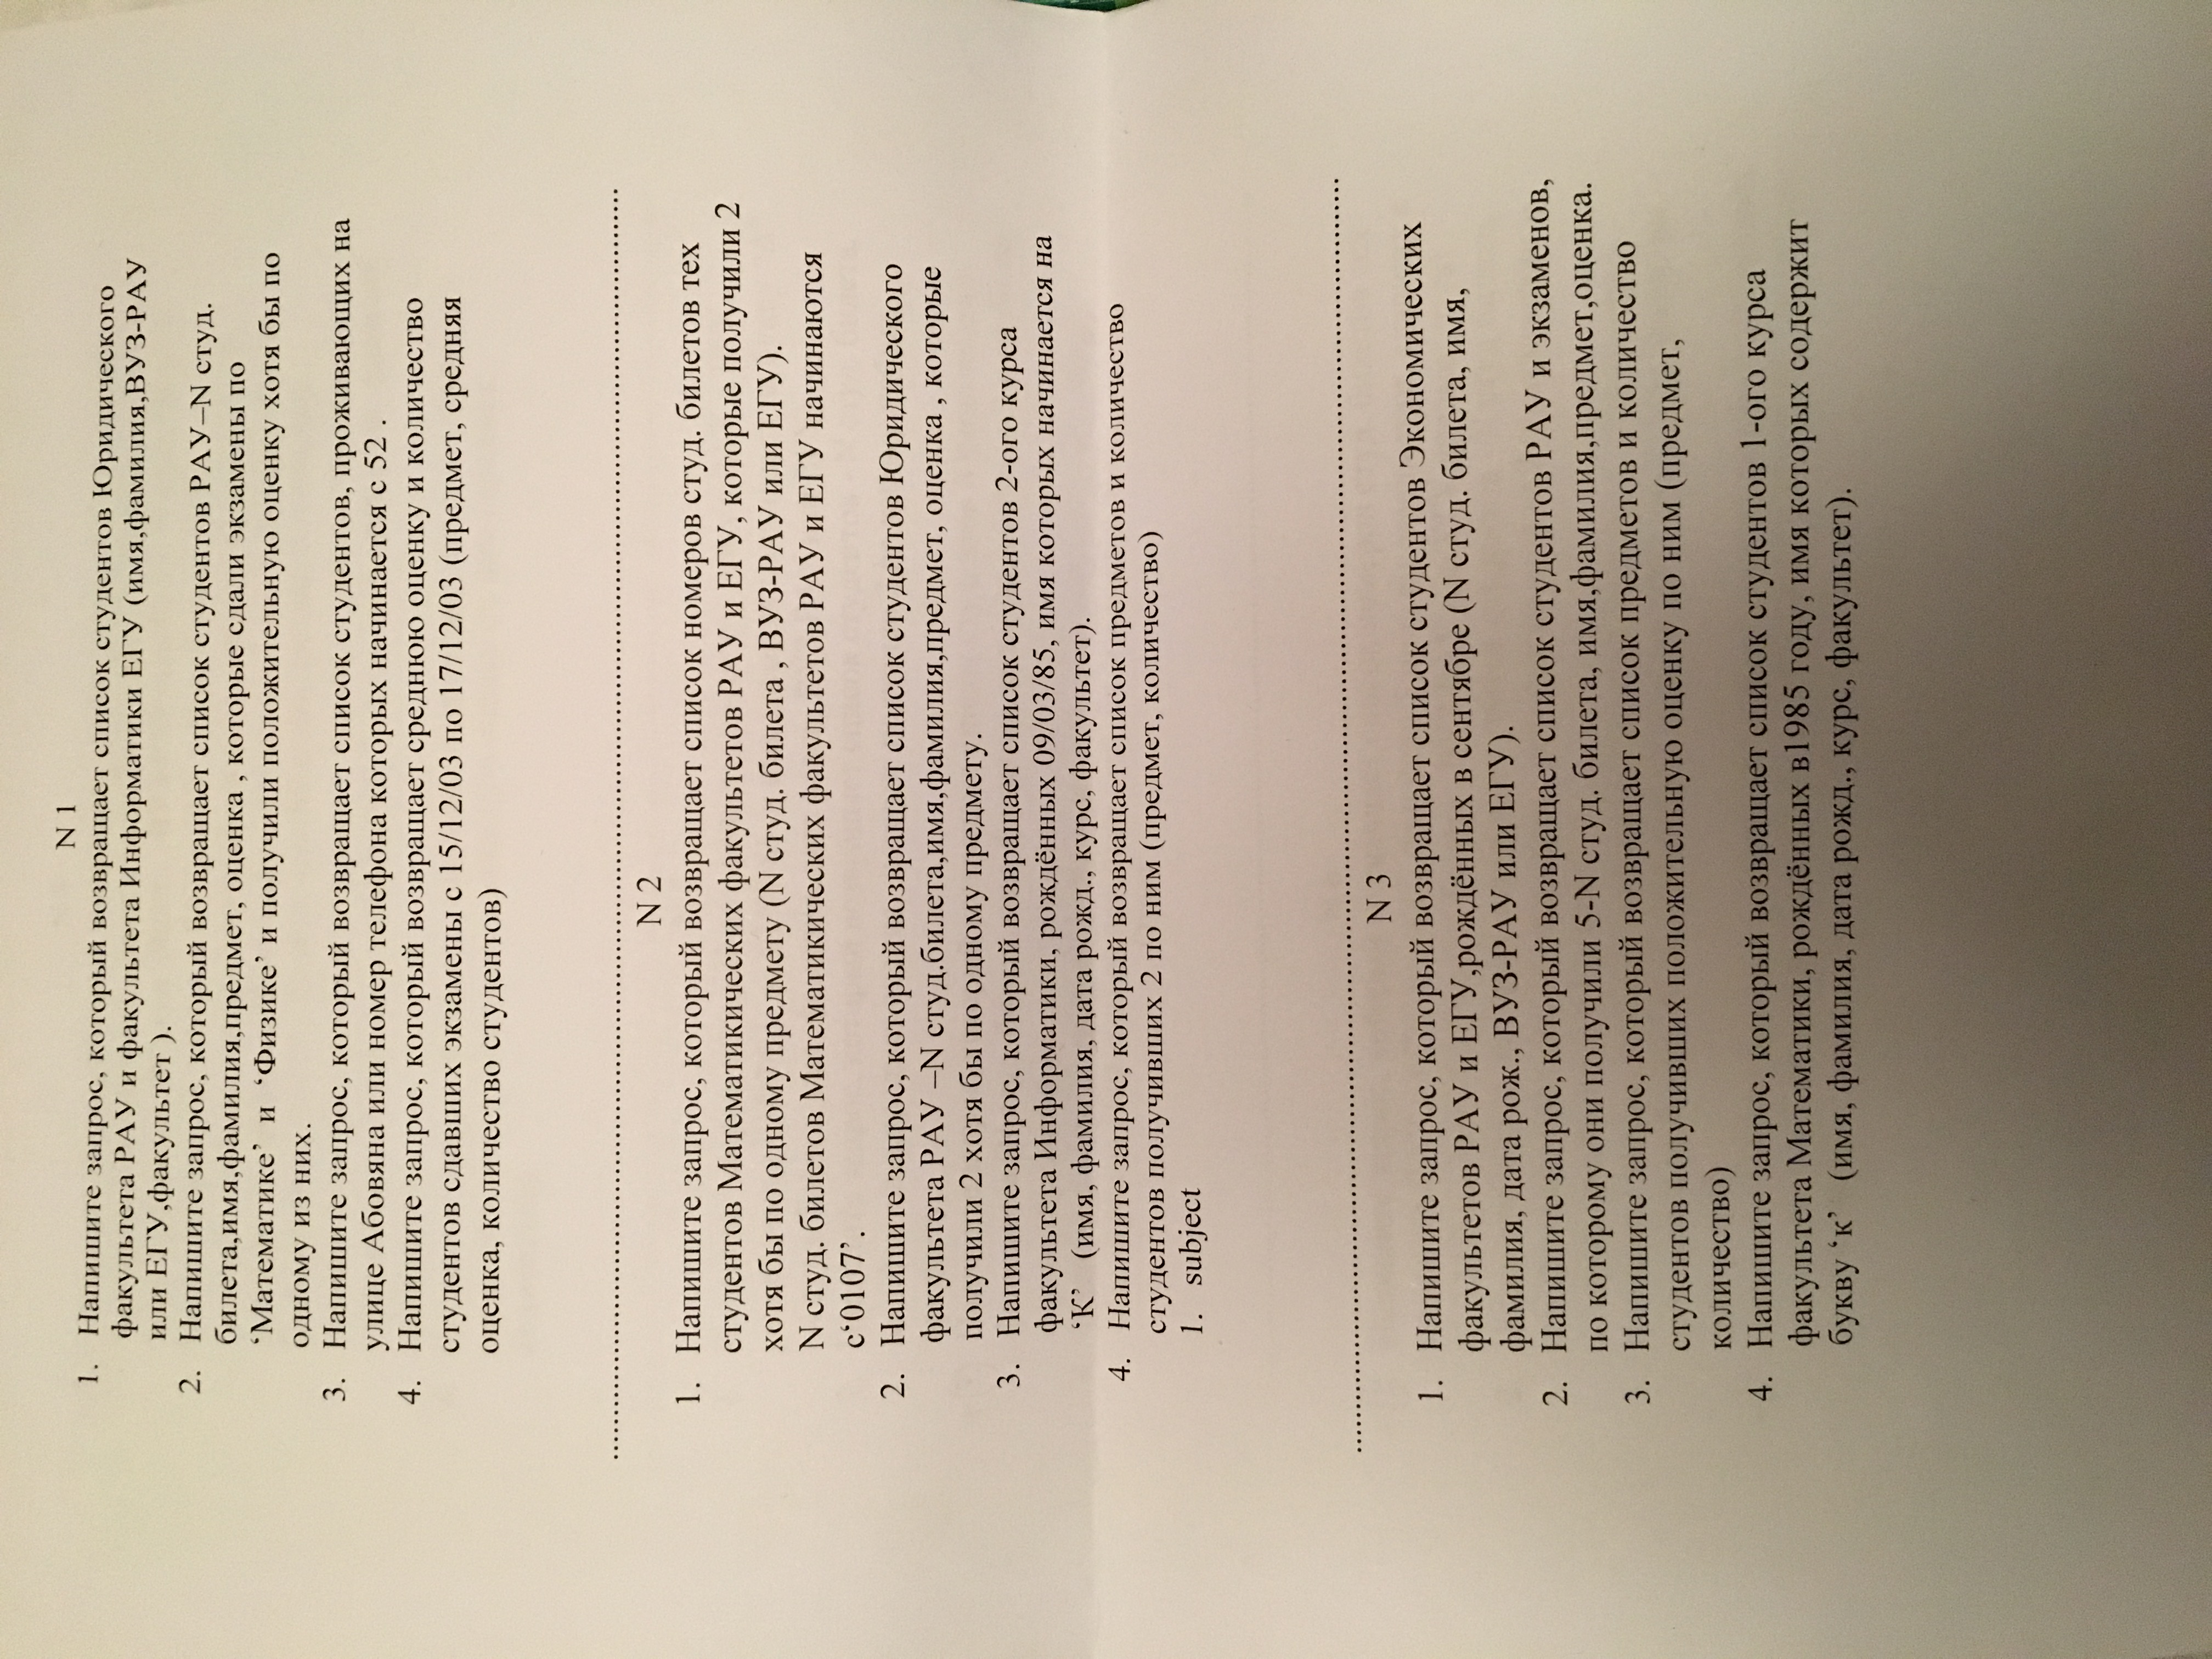 N 1
1. Напишите запрос, который возвращает список студентов Юридического
факультета РАУ и факультета Информатики ЕГУ (имя,фамилия,ВУЗ-РАУ
или ЕГУ,факультет ).
2. Напишите запрос, который возвращает список студентов РАУ–N студ.
билета,имя,фамилия,предмет, оценка , которые сдали экзамены по
‘Математике’ и ‘Физике’ и получили положительную оценку хотя бы по
одному из них.
3. Напишите запрос, который возвращает список студентов, проживающих на
улице Абовяна или номер телефона которых начинается с 52 .
4. Напишите запрос, который возвращает среднюю оценку и количество
студентов сдавших экзамены с 15/12/03 по 17/12/03 (предмет, средняя
оценка, количество студентов)
N 2
1. Напишите запрос, который возвращает список номеров студ. билетов тех
студентов Математикических факультетов РАУ и ЕГУ, которые получили 2
хотя бы по одному предмету (N студ. билета , ВУЗ-РАУ или ЕГУ).
N студ. билетов Математикических факультетов РАУ и ЕГУ начинаются
с‘0107’.
2. Напишите запрос, который возвращает список студентов Юридического
факультета РАУ –N студ.билета,имя,фамилия,предмет, оценка , которые
получили 2 хотя бы по одному предмету.
3. Напишите запрос, который возвращает список студентов 2-ого курса
факультета Информатики, рождённых 09/03/85, имя которых начинается на
‘К’ (имя, фамилия, дата рожд., курс, факультет).
4. Напишите запрос, который возвращает список предметов и количество
студентов получивших 2 по ним (предмет, количество)
1. subject
N 3
1. Напишите запрос, который возвращает список студентов Экономических
факультетов РАУ и ЕГУ,рождённых в сентябре (N студ. билета, имя,
фамилия, дата рож., ВУЗ-РАУ или ЕГУ).
2. Напишите запрос, который возвращает список студентов РАУ и экзаменов,
по которому они получили 5-N студ. билета, имя,фамилия,предмет,оценка.
3. Напишите запрос, который возвращает список предметов и количество
студентов получивших положительную оценку по ним (предмет,
количество)
4. Напишите запрос, который возвращает список студентов 1-ого курса
факультета Математики, рождённых в1985 году, имя которых содержит
букву ‘к’ (имя, фамилия, дата рожд., курс, факультет).